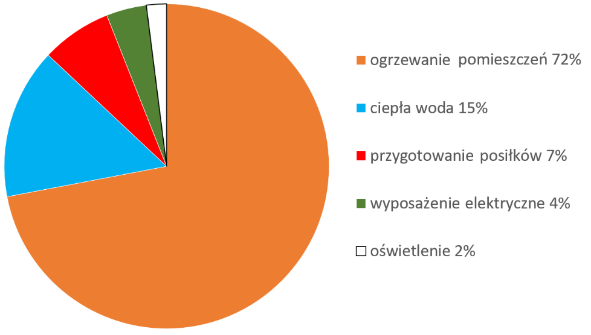 ogrzewanie pomieszczeń 72%
ciepła woda 15%
przygotowanie posiłków 7%
wyposażenie elektryczne 4%
oświetlenie 2%